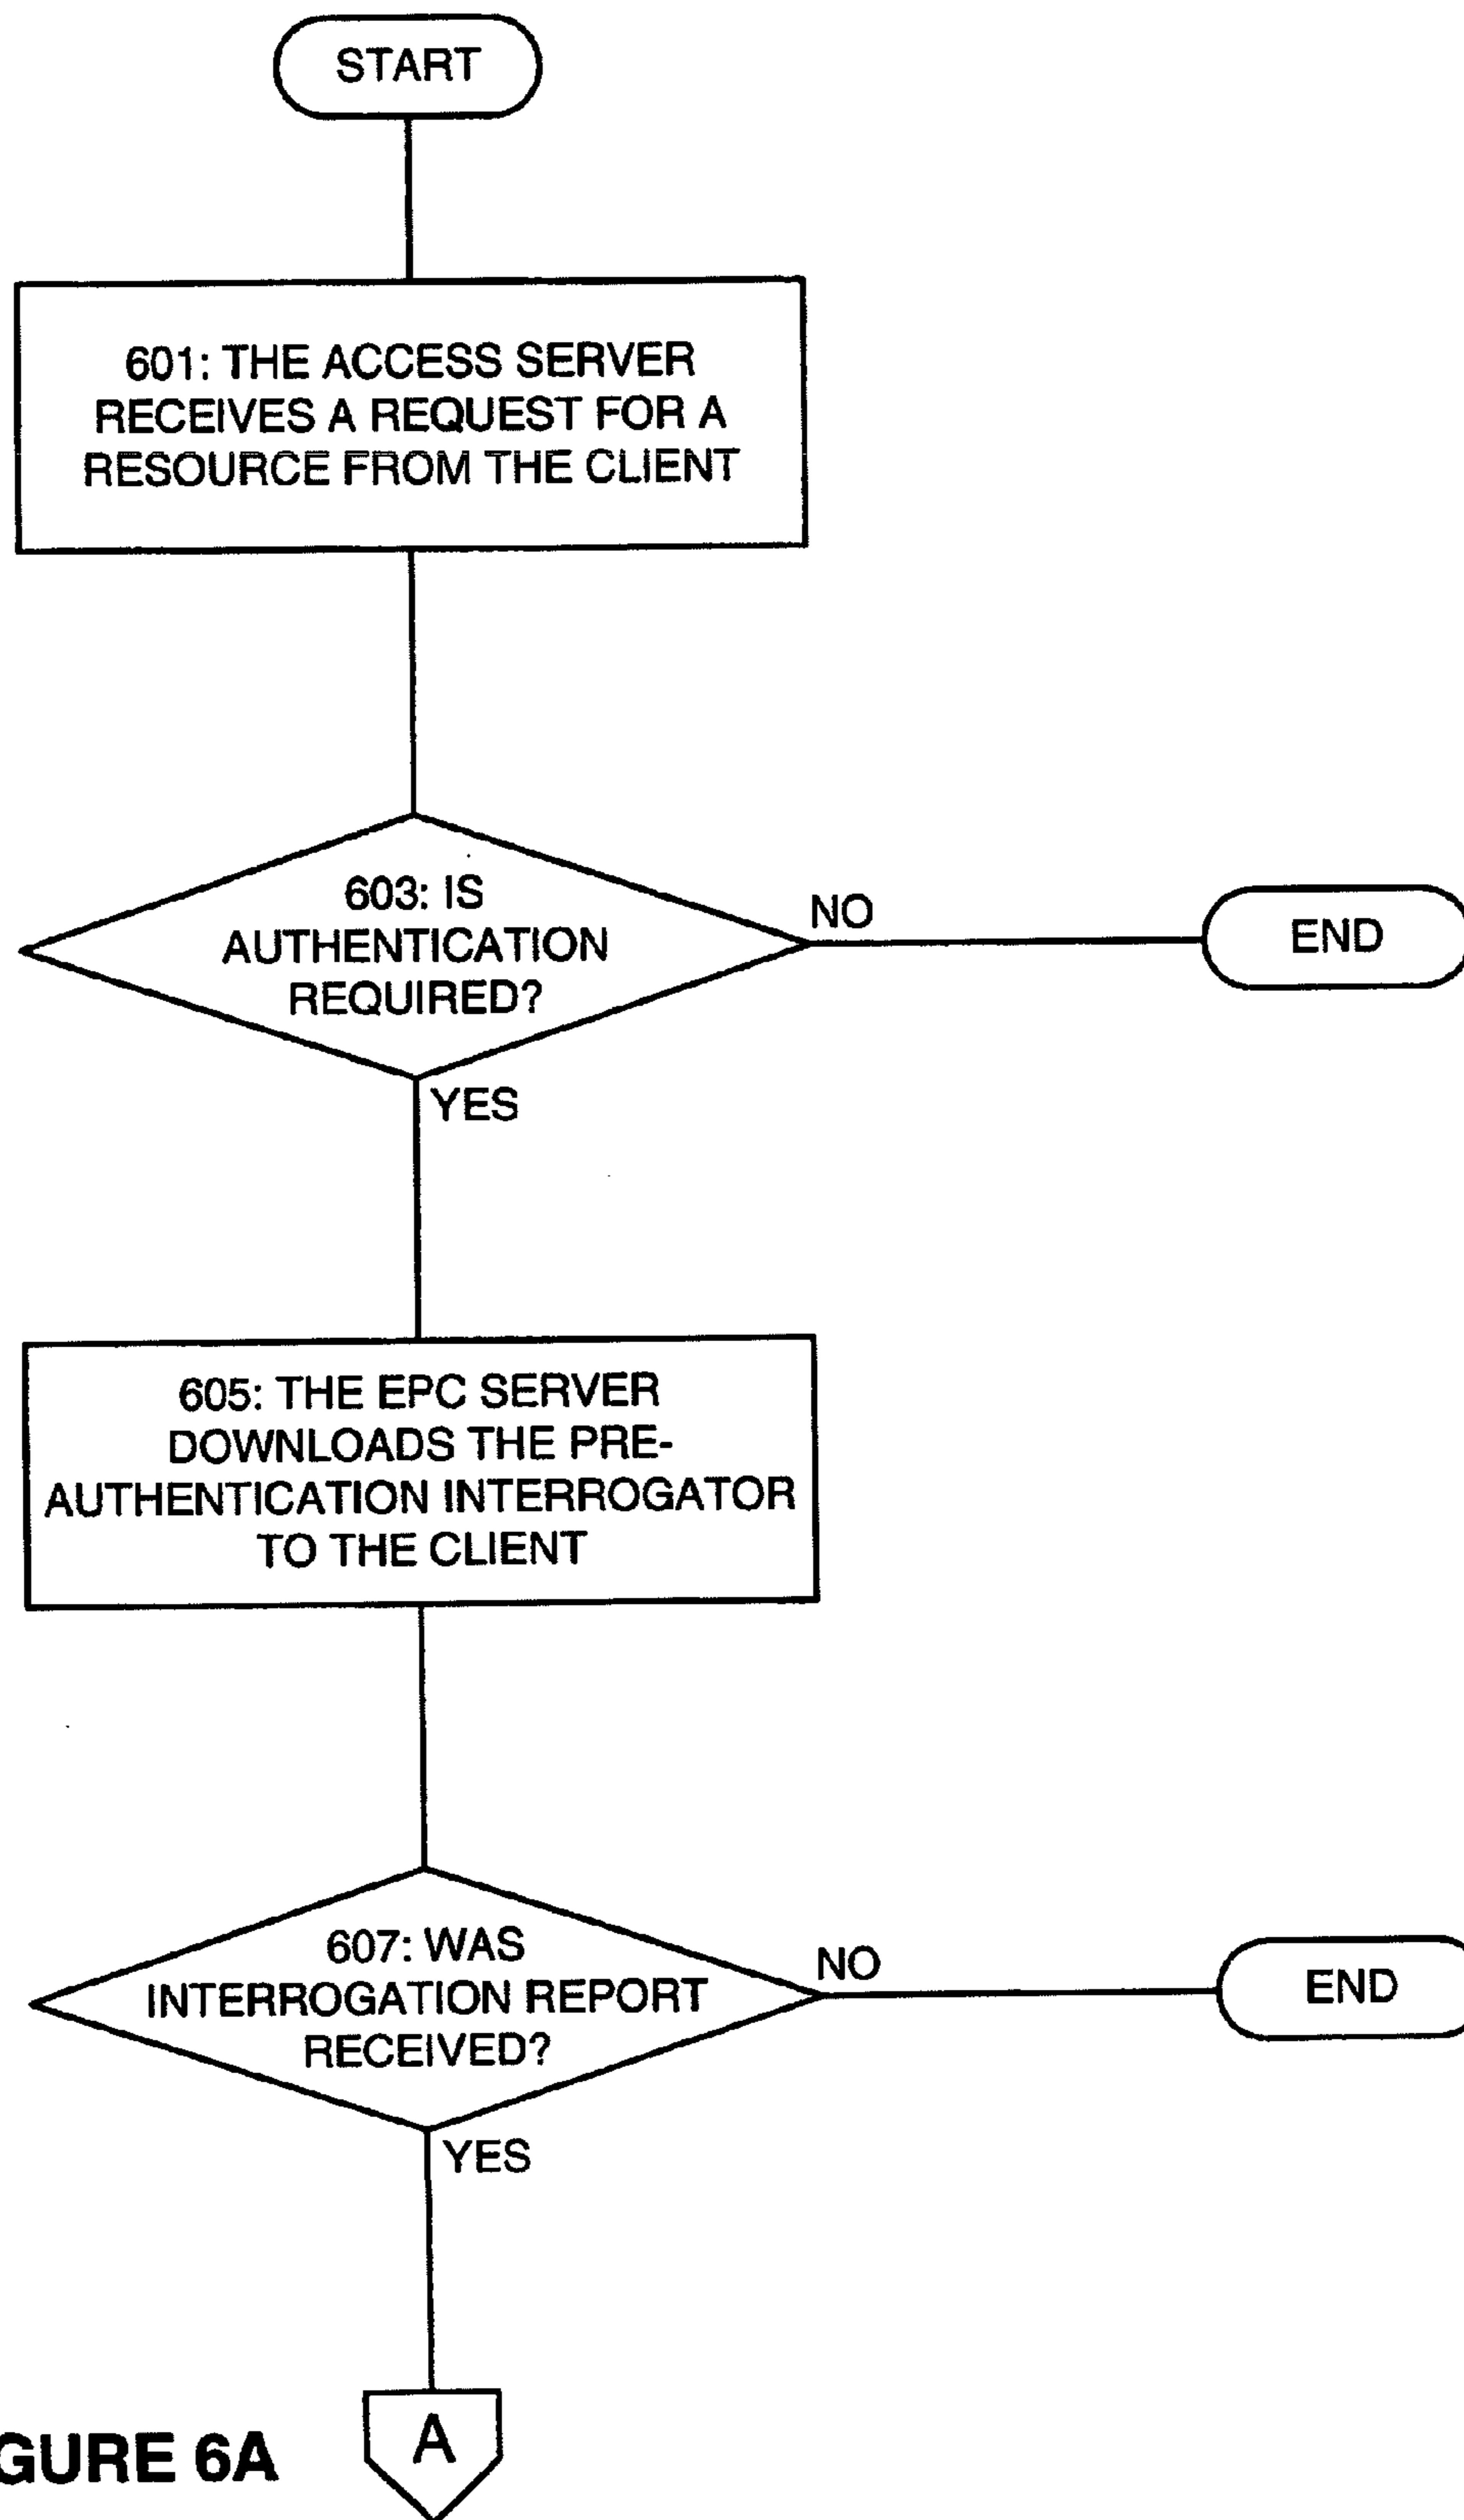 START
601: THE ACCESS SERVER
RECEIVES A REQUEST FOR A
RESOURCE FROM THE CLIENT
603: IS
AUTHENTICATION
REQUIRED?
NO
END
YES
605: THE EPC SERVER
DOWNLOADS THE PRE-
AUTHENTICATION INTERROGATOR
TO THE CLIENT
607: WAS
INTERROGATION REPORT
RECEIVED?
NO
END
YES
A
GURE 6A